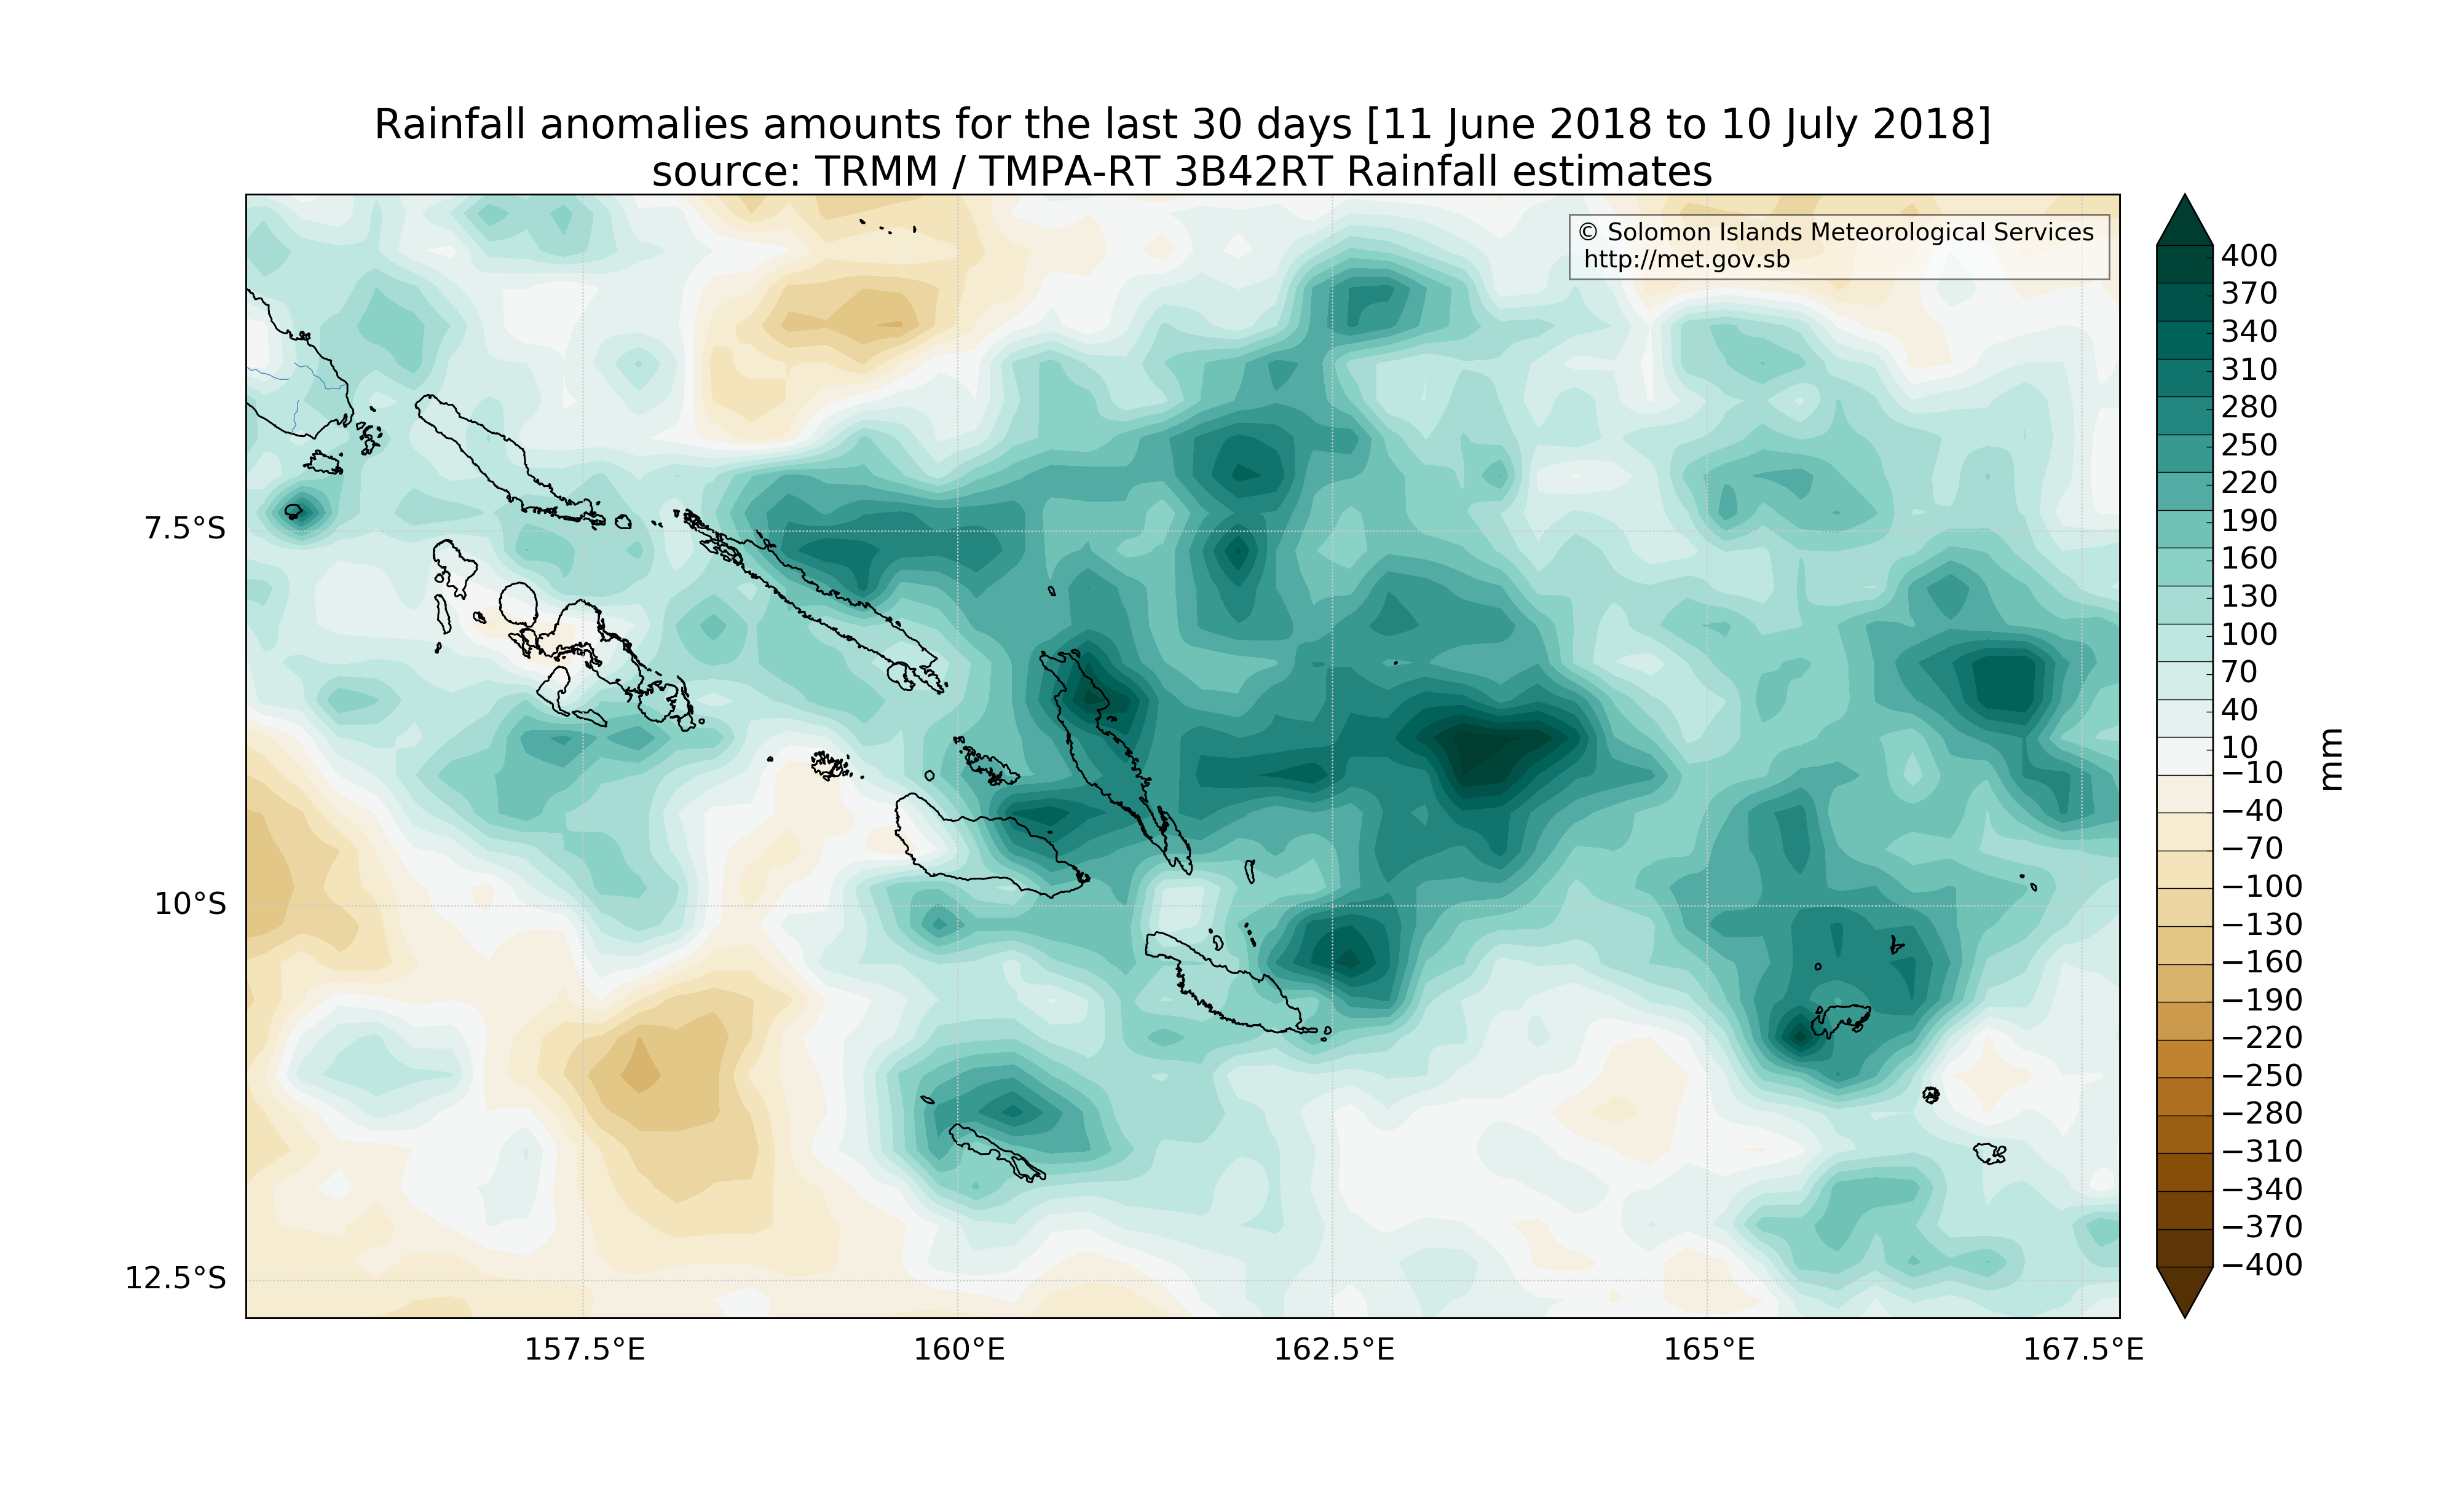 Rainfall anomalies amounts for the last 30 days [11 June 2018 to 10 July 2018]
source: TRMM / TMPA-RT 3B42RT Rainfall estimates
© Solomon Islands Meteorological Services
http://met.gov.sb
7.5°S
10°S
12.5°S
157.5°E
160°E
162.5°E
165°E
167.5°E
400
370
340
310
280
250
220
190
160
130
100
70
40
10
−10
−40
−70
−100
−130
−160
−190
−220
−250
−280
−310
−340
−370
−400
mm